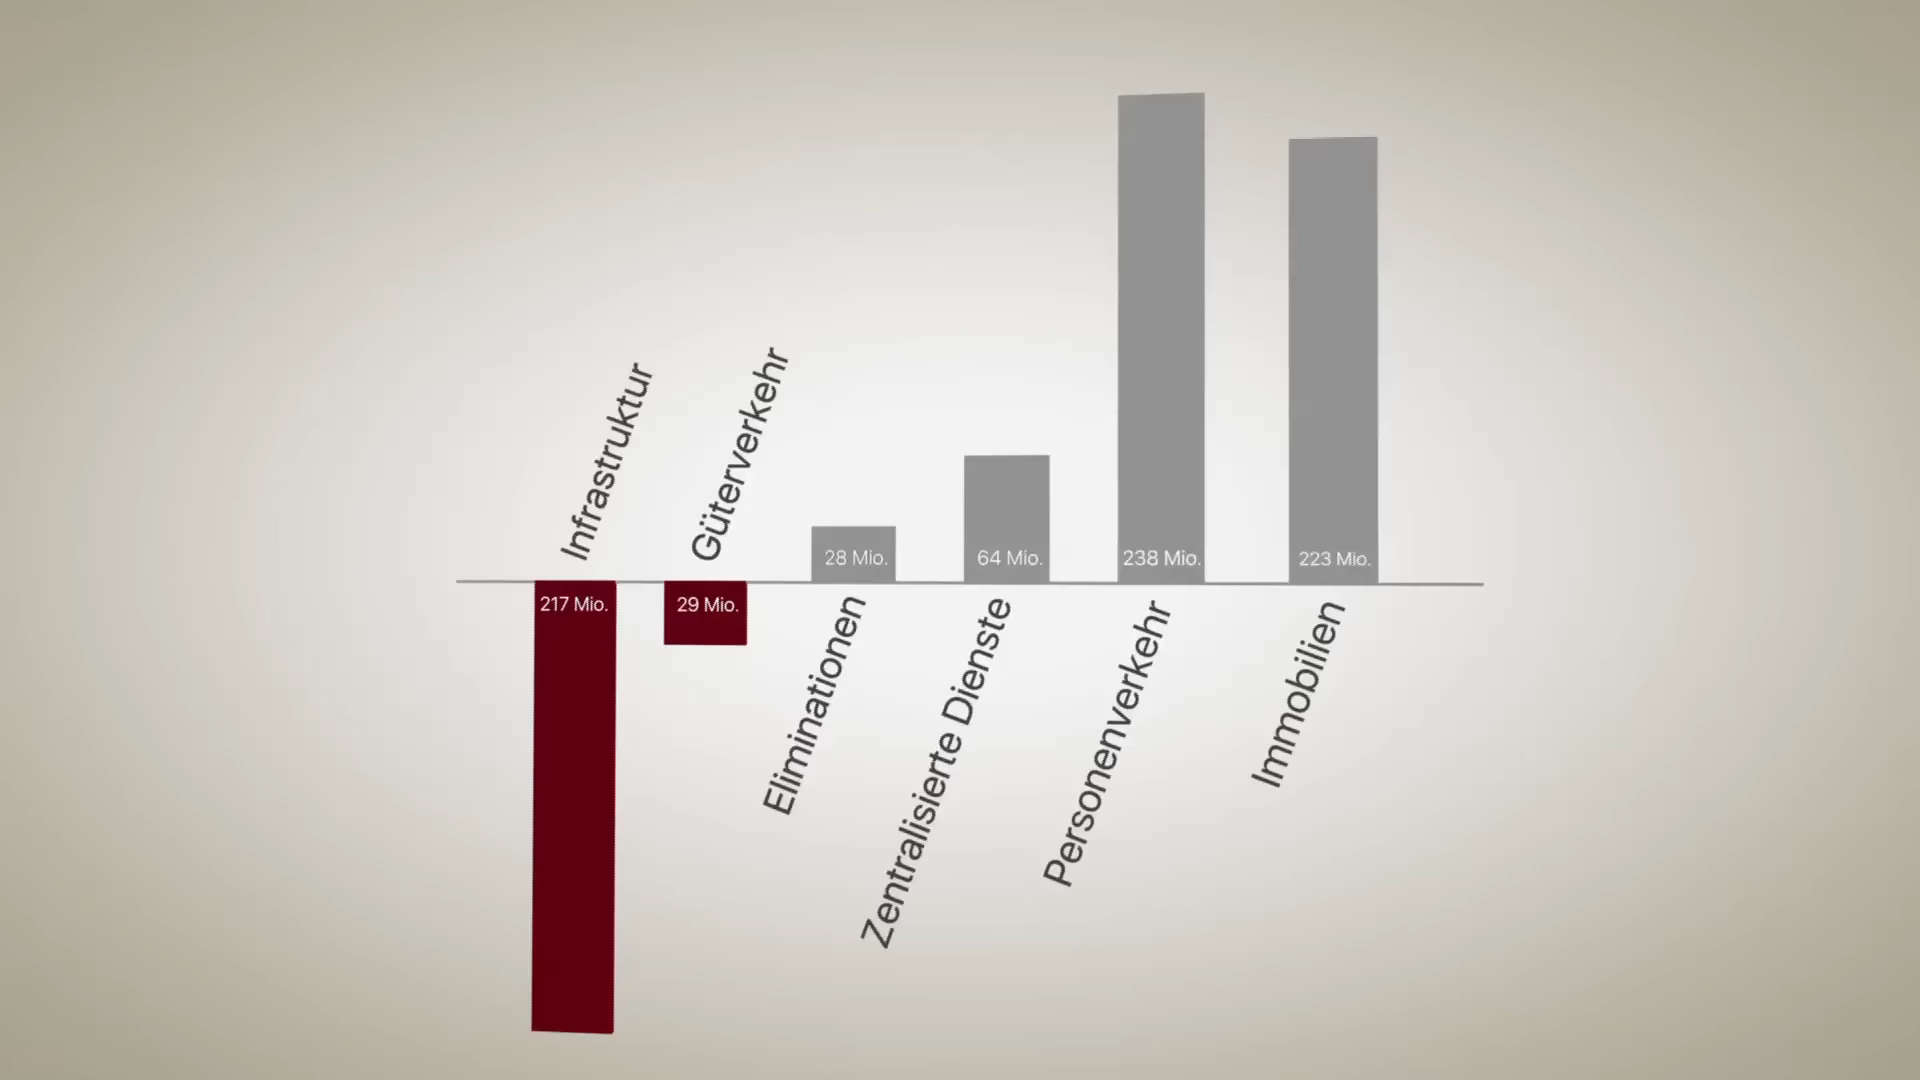 Infrastruktur
Güterverkehr
217 Mio.
29 Mio.
28 Mio.
64 Mio.
238 Mio.
223 Mio.
Eliminationen
Zentralisierte Dienste
Personenverkehr
Immobilien